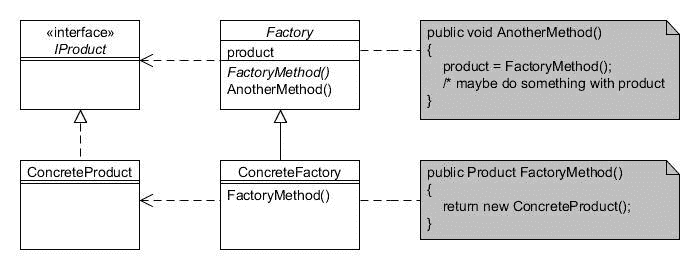 «interface»
IProduct
Factory
product
FactoryMethod()
AnotherMethod()
public void AnotherMethod()
{
product = FactoryMethod();
/* maybe do something with product
}
ConcreteProduct
ConcreteFactory
FactoryMethod()
public Product FactoryMethod()
{
return new ConcreteProduct();
}